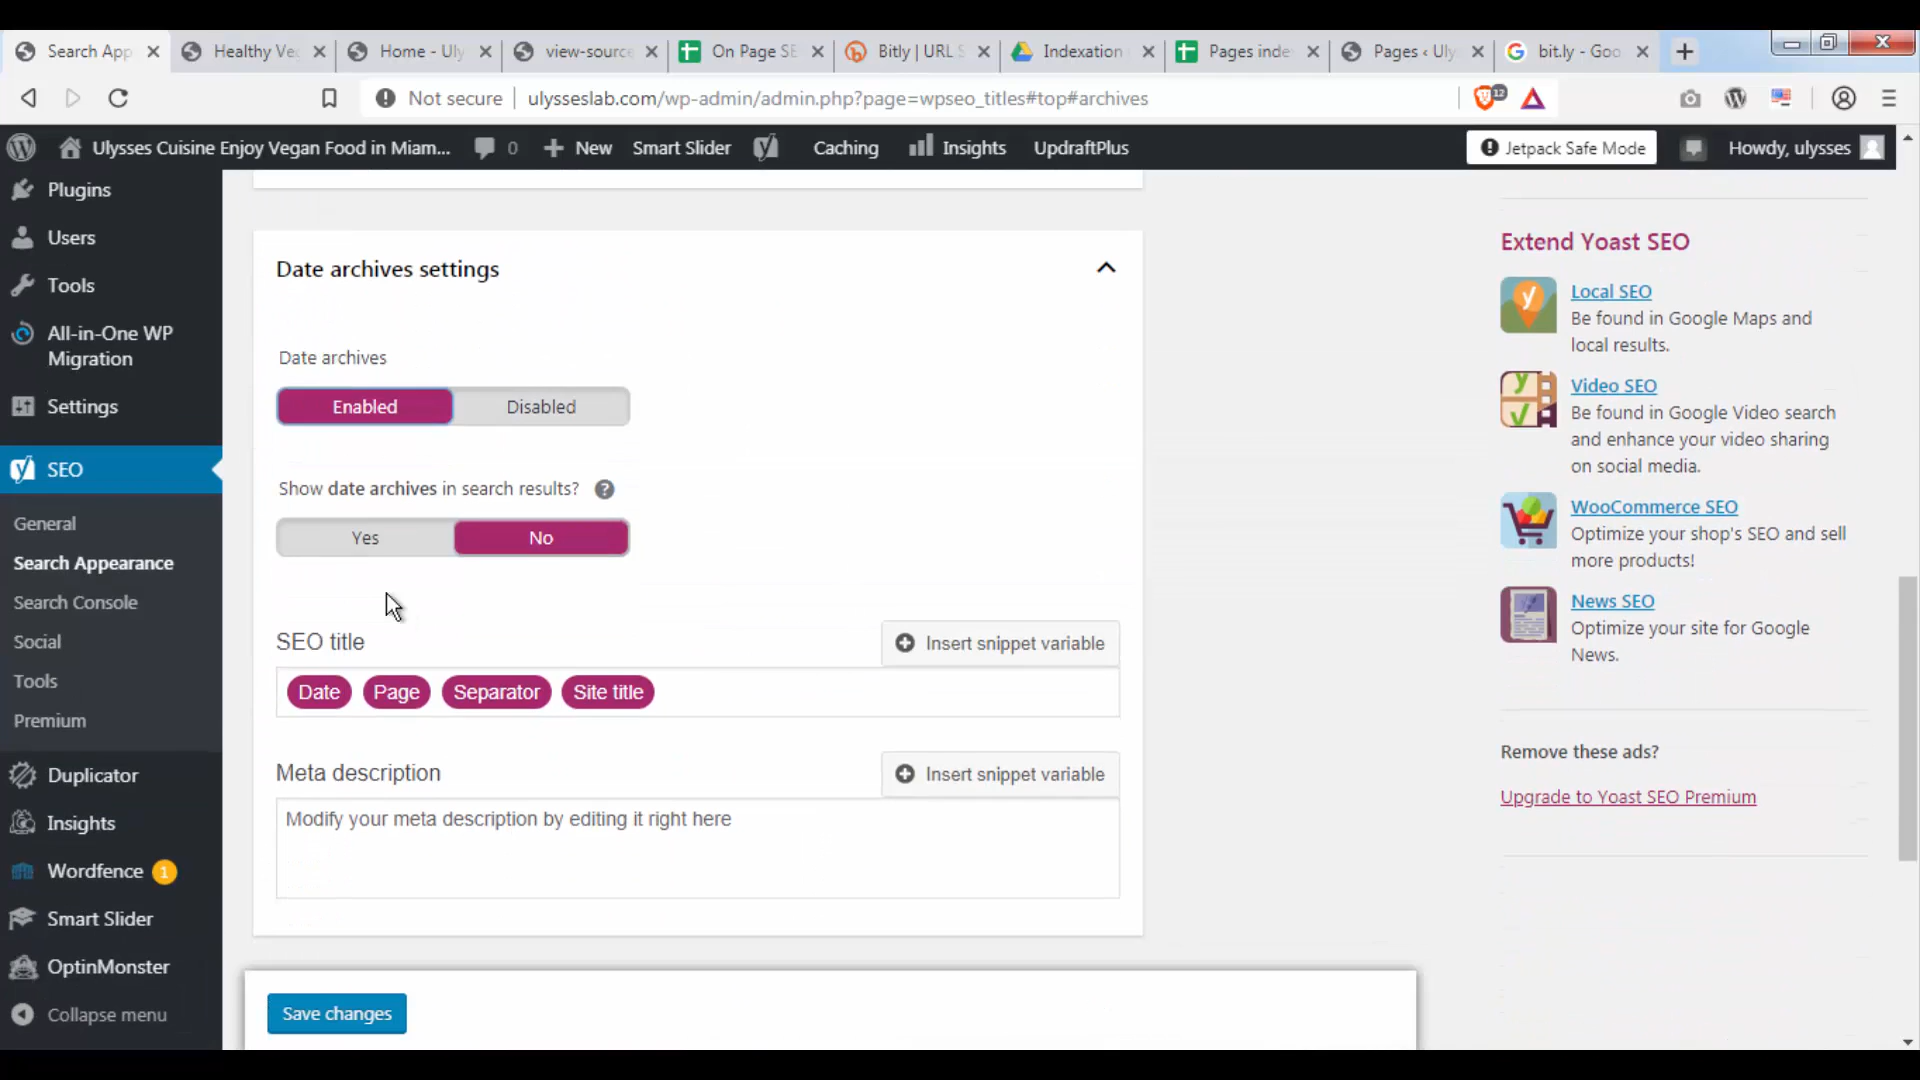 Search App
Healthy Ve
Home - Uly
view-source
On Page SE
Bitly | URL S
Indexation
Pages inde
Pages ‹ Uly
bit.ly - Goo
Not secure
ulysseslab.com/wp-admin/admin.php?page=wpseo_titles#top#archives
12
Ulysses Cuisine Enjoy Vegan Food in Miam...
0
New
Smart Slider
Caching
Insights
UpdraftPlus
Jetpack Safe Mode
Howdy, ulysses
Plugins
Users
Tools
All-in-One WP
Migration
Settings
SEO
General
Search Appearance
Search Console
Social
Tools
Premium
Duplicator
Insights
Wordfence 1
Smart Slider
OptinMonster
Collapse menu
Date archives settings
Date archives
Enabled
Disabled
Show date archives in search results?
Yes
No
SEO title
Insert snippet variable
Date
Page
Separator
Site title
Meta description
Insert snippet variable
Modify your meta description by editing it right here
Save changes
Extend Yoast SEO
Local SEO
Be found in Google Maps and
local results.
Video SEO
Be found in Google Video search
and enhance your video sharing
on social media.
WooCommerce SEO
Optimize your shop's SEO and sell
more products!
News SEO
Optimize your site for Google
News.
Remove these ads?
Upgrade to Yoast SEO Premium